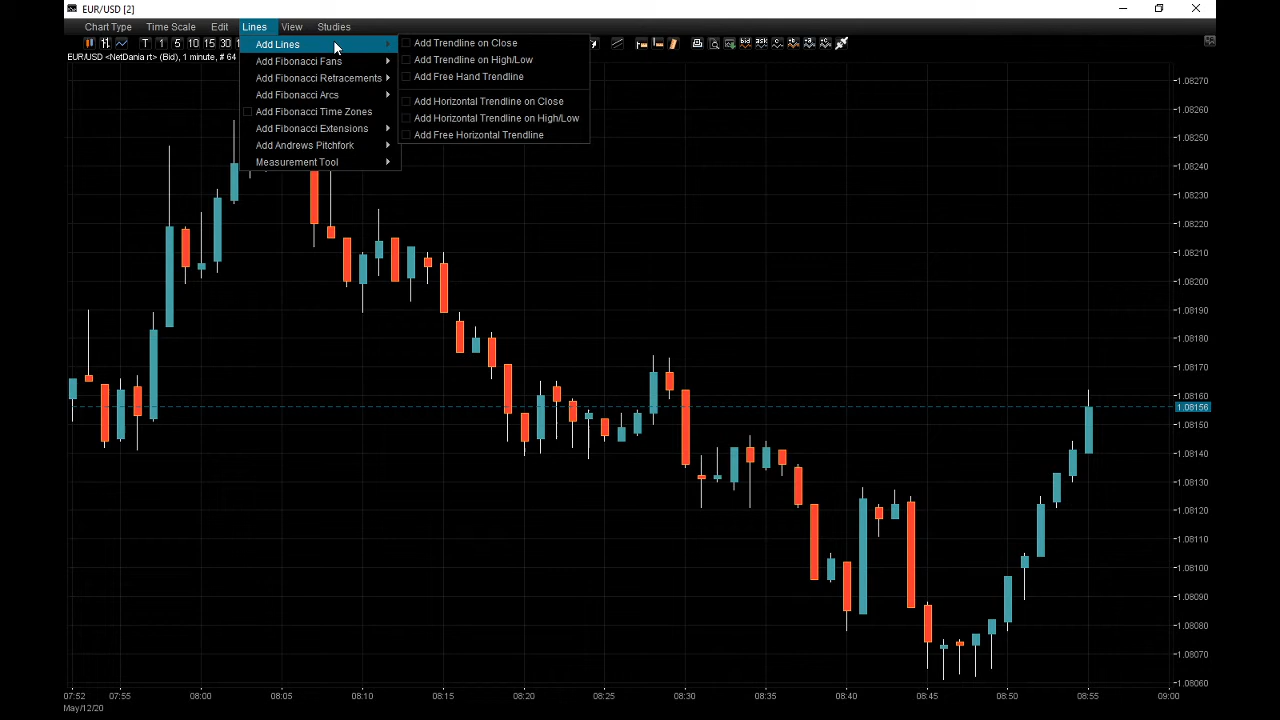 EUR/USD [2]
Chart Type Time Scale Edit Lines View Studies
T 1 5 10 15 30 bid ask
EUR/USD <NetDania rt> (Bid), 1 minute, # 64
Add Lines
Add Fibonacci Fans
Add Fibonacci Retracements
Add Fibonacci Arcs
Add Fibonacci Time Zones
Add Fibonacci Extensions
Add Andrews Pitchfork
Measurement Tool
Add Trendline on Close
Add Trendline on High/Low
Add Free Hand Trendline
Add Horizontal Trendline on Close
Add Horizontal Trendline on High/Low
Add Free Horizontal Trendline
1.08270
1.08260
1.08240
1.08230
1.08220
1.08210
1.08200
1.08190
1.08180
1.08170
1.08160
1.08156
1.08150
1.08140
1.08130
1.08120
1.08110
1.08100
1.08090
1.08080
1.08070
1.08060
07:52 07:55 08:00 08:05 08:10 08:15 08:20 08:25 08:30 08:35 08:40 08:45 08:50 08:55 09:00
May/12/20